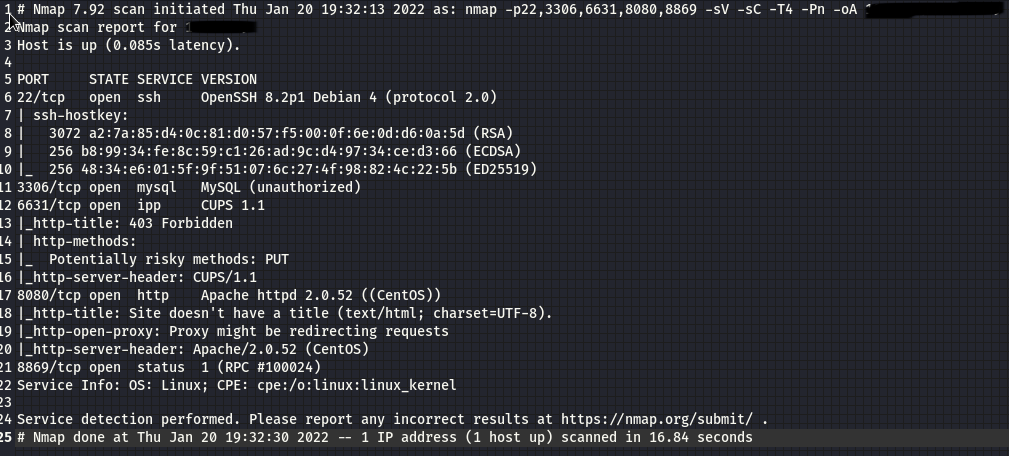 1 # Nmap 7.92 scan initiated Thu Jan 20 19:32:13 2022 as: nmap -p22,3306,6631,8080,8869 -sV -sC -T4 -Pn -oA
2 Nmap scan report for
3 Host is up (0.085s latency).
4
5 PORT     STATE SERVICE VERSION
6 22/tcp   open  ssh     OpenSSH 8.2p1 Debian 4 (protocol 2.0)
7 | ssh-hostkey:
8 |   3072 a2:7a:85:d4:0c:81:d0:57:f5:00:0f:6e:0d:d6:0a:5d (RSA)
9 |   256 b8:99:34:fe:8c:59:c1:26:ad:9c:d4:97:34:ce:d3:66 (ECDSA)
10 |_  256 48:34:e6:01:5f:9f:51:07:6c:27:4f:98:82:4c:22:5b (ED25519)
11 3306/tcp open  mysql   MySQL (unauthorized)
12 6631/tcp open  ipp     CUPS 1.1
13 |_http-title: 403 Forbidden
14 | http-methods:
15 |_  Potentially risky methods: PUT
16 |_http-server-header: CUPS/1.1
17 8080/tcp open  http    Apache httpd 2.0.52 ((CentOS))
18 |_http-title: Site doesn't have a title (text/html; charset=UTF-8).
19 |_http-open-proxy: Proxy might be redirecting requests
20 |_http-server-header: Apache/2.0.52 (CentOS)
21 8869/tcp open  status  1 (RPC #100024)
22 Service Info: OS: Linux; CPE: cpe:/o:linux:linux_kernel
23
24 Service detection performed. Please report any incorrect results at https://nmap.org/submit/ .
25 # Nmap done at Thu Jan 20 19:32:30 2022 -- 1 IP address (1 host up) scanned in 16.84 seconds